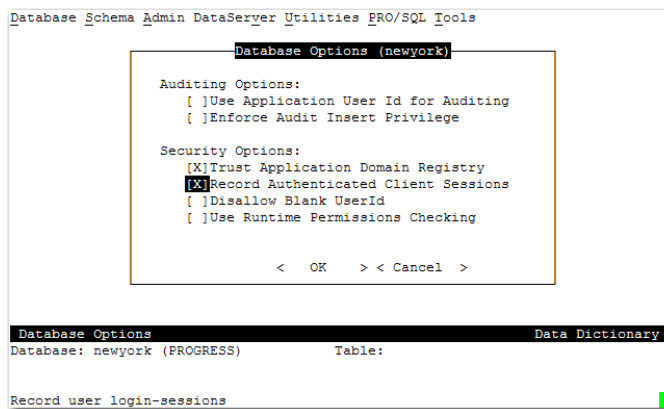 Database Schema Admin DataServer Utilities PRO/SQL Tools
Database Options (newyork)
Auditing Options:
[ ]Use Application User Id for Auditing
[ ]Enforce Audit Insert Privilege
Security Options:
[X]Trust Application Domain Registry
[X]Record Authenticated Client Sessions
[ ]Disallow Blank UserId
[ ]Use Runtime Permissions Checking
< OK > < Cancel >
Database Options Data Dictionary
Database: newyork (PROGRESS) Table:
Record user login-sessions